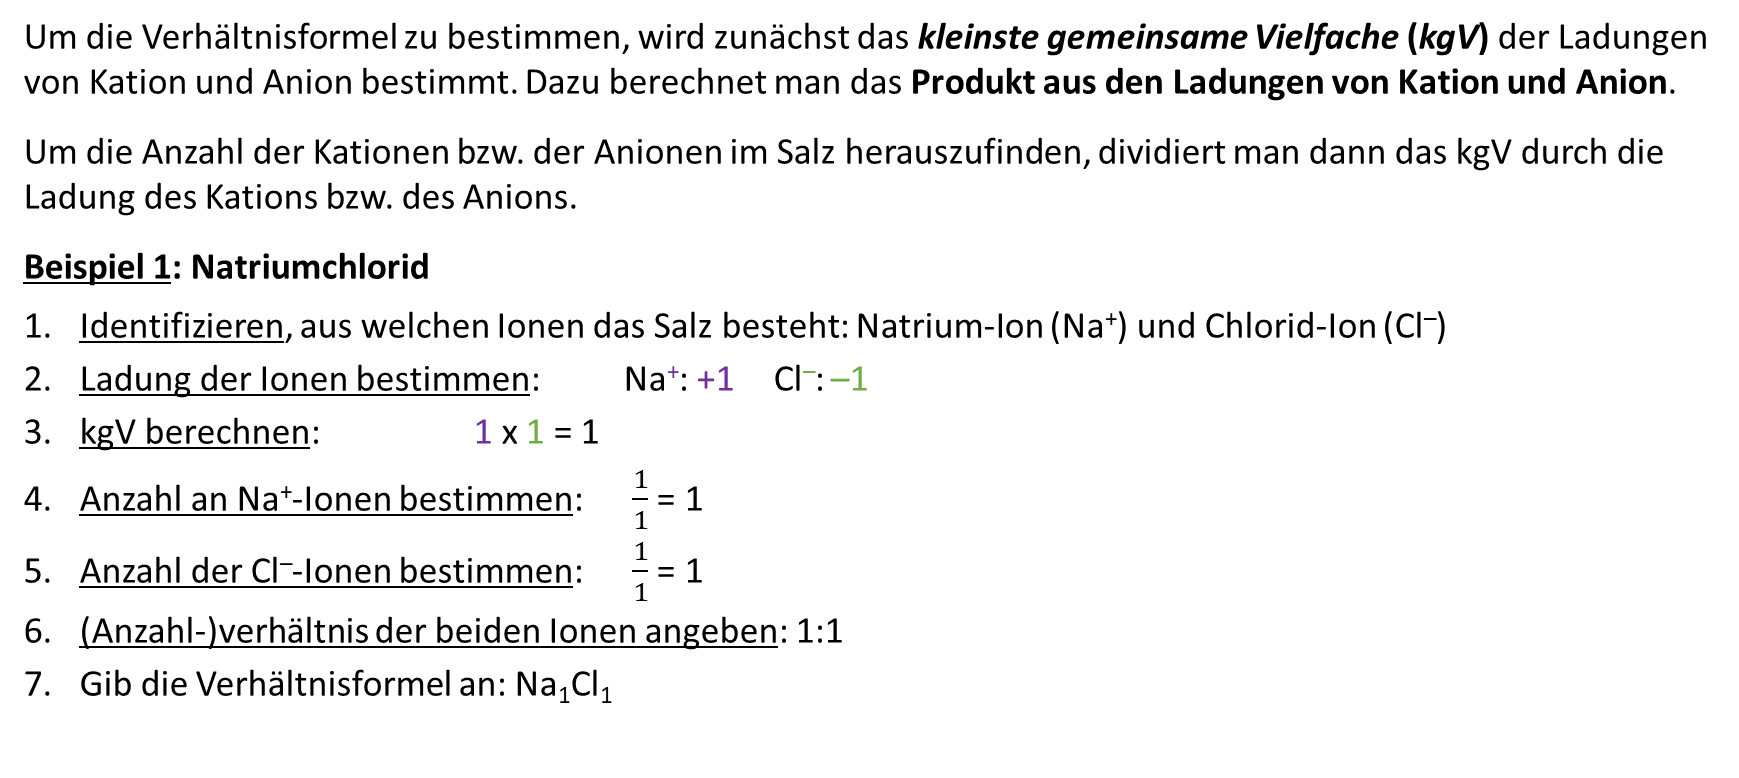 Um die Verhältnisformel zu bestimmen, wird zunächst das kleinste gemeinsame Vielfache (kgV) der Ladungen
von Kation und Anion bestimmt. Dazu berechnet man das Produkt aus den Ladungen von Kation und Anion.
Um die Anzahl der Kationen bzw. der Anionen im Salz herauszufinden, dividiert man dann das kgV durch die
Ladung des Kations bzw. des Anions.
Beispiel 1: Natriumchlorid
1. Identifizieren, aus welchen Ionen das Salz besteht: Natrium-Ion (Na⁺) und Chlorid-Ion (Cl⁻)
2. Ladung der Ionen bestimmen: Na⁺: +1 Cl⁻: –1
3. kgV berechnen: 1 x 1 = 1
4. Anzahl an Na⁺-Ionen bestimmen: 1/1 = 1
5. Anzahl der Cl⁻-Ionen bestimmen: 1/1 = 1
6. (Anzahl-)verhältnis der beiden Ionen angeben: 1:1
7. Gib die Verhältnisformel an: Na₁Cl₁